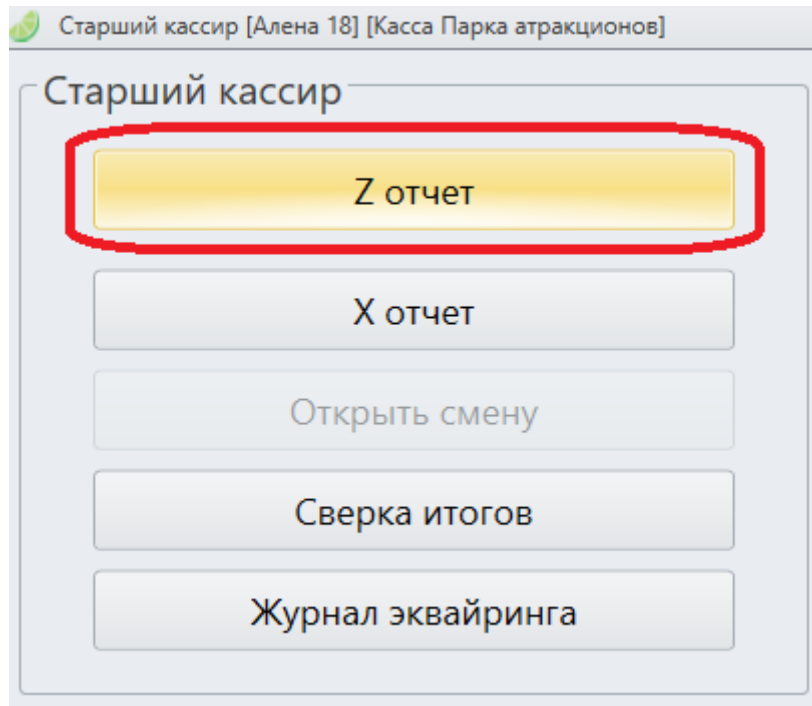 Старший кассир [Алена 18] [Касса Парка атракционов]
Старший кассир
Z отчет
X отчет
Открыть смену
Сверка итогов
Журнал эквайринга